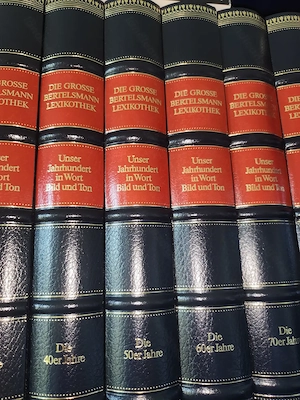 GROSSE
DIE GROSSE
BERTELSMANN
LEXIKOTHEK
Unser
Jahrhundert
in Wort
Bild und Ton
Die
40er Jahre
DIE GROSSE
BERTELSMANN
LEXIKOTHEK
Unser
Jahrhundert
in Wort
Bild und Ton
Die
50er Jahre
DIE GROSSE
BERTELSMANN
LEXIKOTHEK
Unser
Jahrhundert
in Wort
Bild und Ton
Die
60er Jahre
DIE GROSSE
BERTELSMANN
LEXIKOTHEK
Unser
Jahrhundert
in Wort
Bild und Ton
Die
70er Jahre